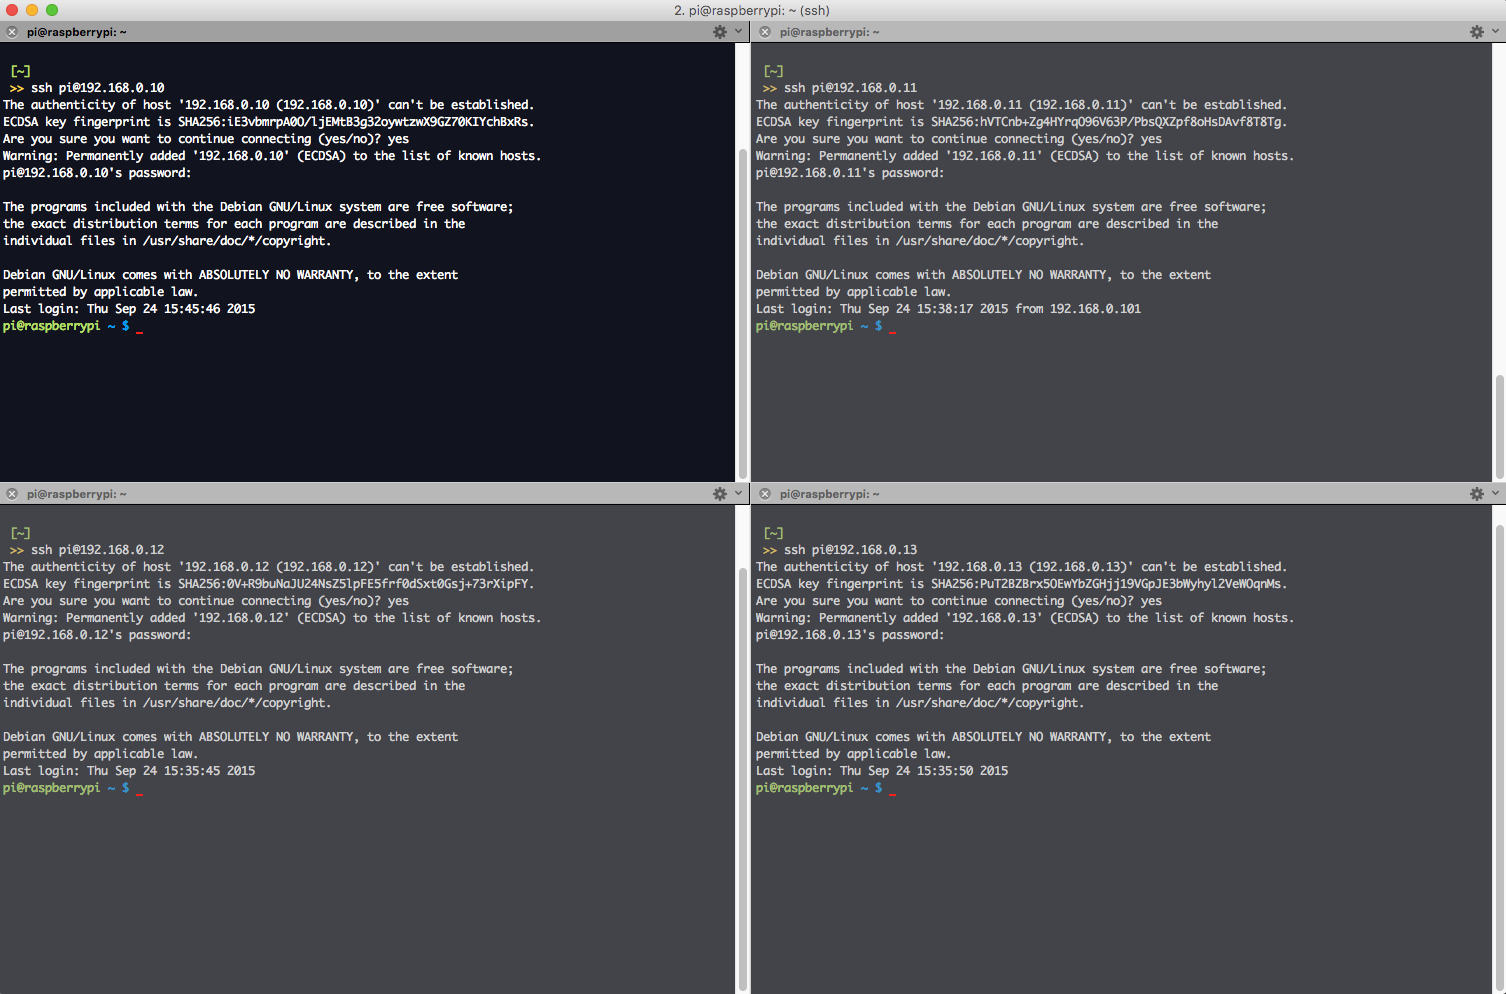 2. pi@raspberrypi: ~ (ssh)
pi@raspberrypi: ~
[~]
>> ssh pi@192.168.0.10
The authenticity of host '192.168.0.10 (192.168.0.10)' can't be established.
ECDSA key fingerprint is SHA256:iE3vbmrpA0O/ljEMtB3g32oywtzwX9GZ70KIYchBxRs.
Are you sure you want to continue connecting (yes/no)? yes
Warning: Permanently added '192.168.0.10' (ECDSA) to the list of known hosts.
pi@192.168.0.10's password:
The programs included with the Debian GNU/Linux system are free software;
the exact distribution terms for each program are described in the
individual files in /usr/share/doc/*/copyright.
Debian GNU/Linux comes with ABSOLUTELY NO WARRANTY, to the extent
permitted by applicable law.
Last login: Thu Sep 24 15:45:46 2015
pi@raspberrypi ~ $ _
pi@raspberrypi: ~
[~]
>> ssh pi@192.168.0.11
The authenticity of host '192.168.0.11 (192.168.0.11)' can't be established.
ECDSA key fingerprint is SHA256:hVTCnb+Zg4HYrqO96V63P/PbsQXZpf8oHsDAvf8T8Tg.
Are you sure you want to continue connecting (yes/no)? yes
Warning: Permanently added '192.168.0.11' (ECDSA) to the list of known hosts.
pi@192.168.0.11's password:
The programs included with the Debian GNU/Linux system are free software;
the exact distribution terms for each program are described in the
individual files in /usr/share/doc/*/copyright.
Debian GNU/Linux comes with ABSOLUTELY NO WARRANTY, to the extent
permitted by applicable law.
Last login: Thu Sep 24 15:38:17 2015 from 192.168.0.101
pi@raspberrypi ~ $ _
pi@raspberrypi: ~
[~]
>> ssh pi@192.168.0.12
The authenticity of host '192.168.0.12 (192.168.0.12)' can't be established.
ECDSA key fingerprint is SHA256:0V+R9buNaJU24NsZ5lpFE5frf0dSxt0Gsj+73rXipFY.
Are you sure you want to continue connecting (yes/no)? yes
Warning: Permanently added '192.168.0.12' (ECDSA) to the list of known hosts.
pi@192.168.0.12's password:
The programs included with the Debian GNU/Linux system are free software;
the exact distribution terms for each program are described in the
individual files in /usr/share/doc/*/copyright.
Debian GNU/Linux comes with ABSOLUTELY NO WARRANTY, to the extent
permitted by applicable law.
Last login: Thu Sep 24 15:35:45 2015
pi@raspberrypi ~ $ _
pi@raspberrypi: ~
[~]
>> ssh pi@192.168.0.13
The authenticity of host '192.168.0.13 (192.168.0.13)' can't be established.
ECDSA key fingerprint is SHA256:PuT2BZBrx5OEwYbZGHjj19VGpJE3bWyhyl2VeWOqnMs.
Are you sure you want to continue connecting (yes/no)? yes
Warning: Permanently added '192.168.0.13' (ECDSA) to the list of known hosts.
pi@192.168.0.13's password:
The programs included with the Debian GNU/Linux system are free software;
the exact distribution terms for each program are described in the
individual files in /usr/share/doc/*/copyright.
Debian GNU/Linux comes with ABSOLUTELY NO WARRANTY, to the extent
permitted by applicable law.
Last login: Thu Sep 24 15:35:50 2015
pi@raspberrypi ~ $ _